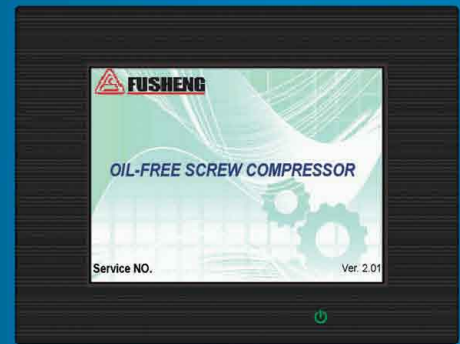 FUSHENG
OIL-FREE SCREW COMPRESSOR
Service NO.
Ver. 2.01